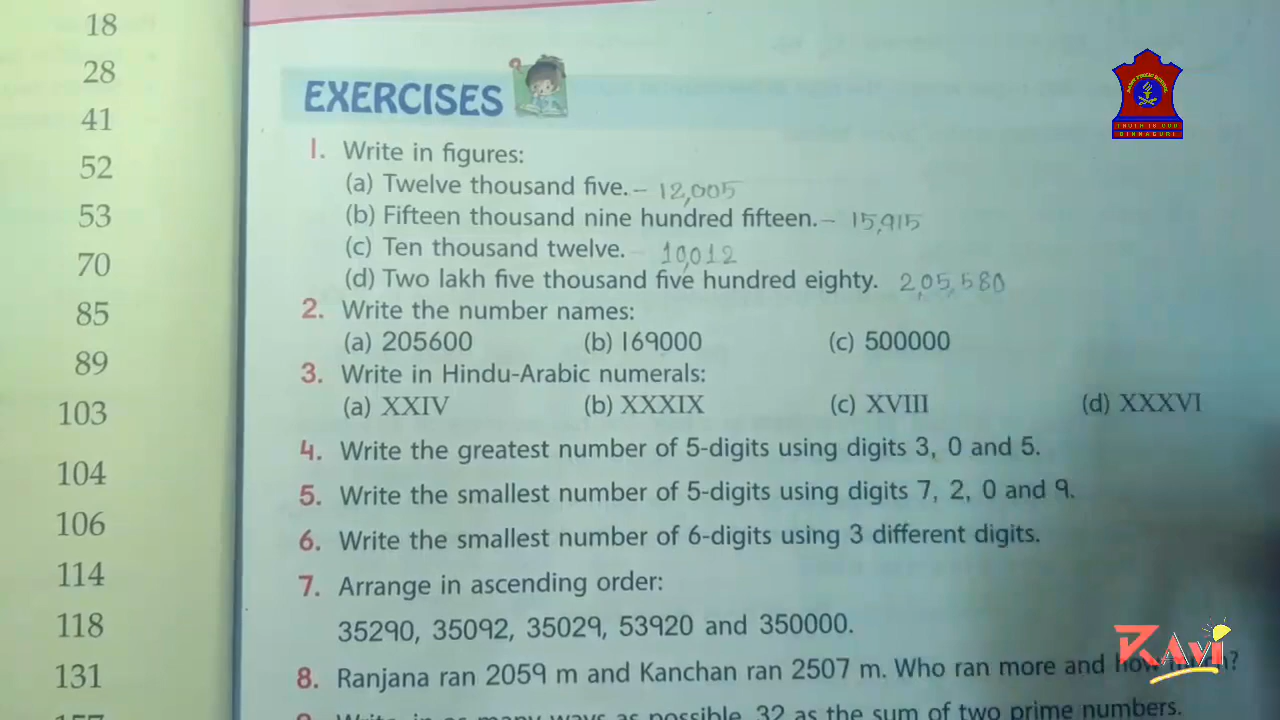 18
28
41
52
53
70
85
89
103
104
106
114
118
131
EXERCISES
1. Write in figures:
(a) Twelve thousand five. – 12,005
(b) Fifteen thousand nine hundred fifteen. – 15,915
(c) Ten thousand twelve. – 10,012
(d) Two lakh five thousand five hundred eighty. 2,05,580
2. Write the number names:
(a) 205600 (b) 169000 (c) 500000
3. Write in Hindu-Arabic numerals:
(a) XXIV (b) XXXIX (c) XVIII (d) XXXVI
4. Write the greatest number of 5-digits using digits 3, 0 and 5.
5. Write the smallest number of 5-digits using digits 7, 2, 0 and 9.
6. Write the smallest number of 6-digits using 3 different digits.
7. Arrange in ascending order:
35290, 35092, 35029, 53920 and 350000.
8. Ranjana ran 2059 m and Kanchan ran 2507 m. Who ran more and how much?
as many ways as possible, 32 as the sum of two prime numbers.
TRUTH IS GOD
BINNAGURI
RAVI